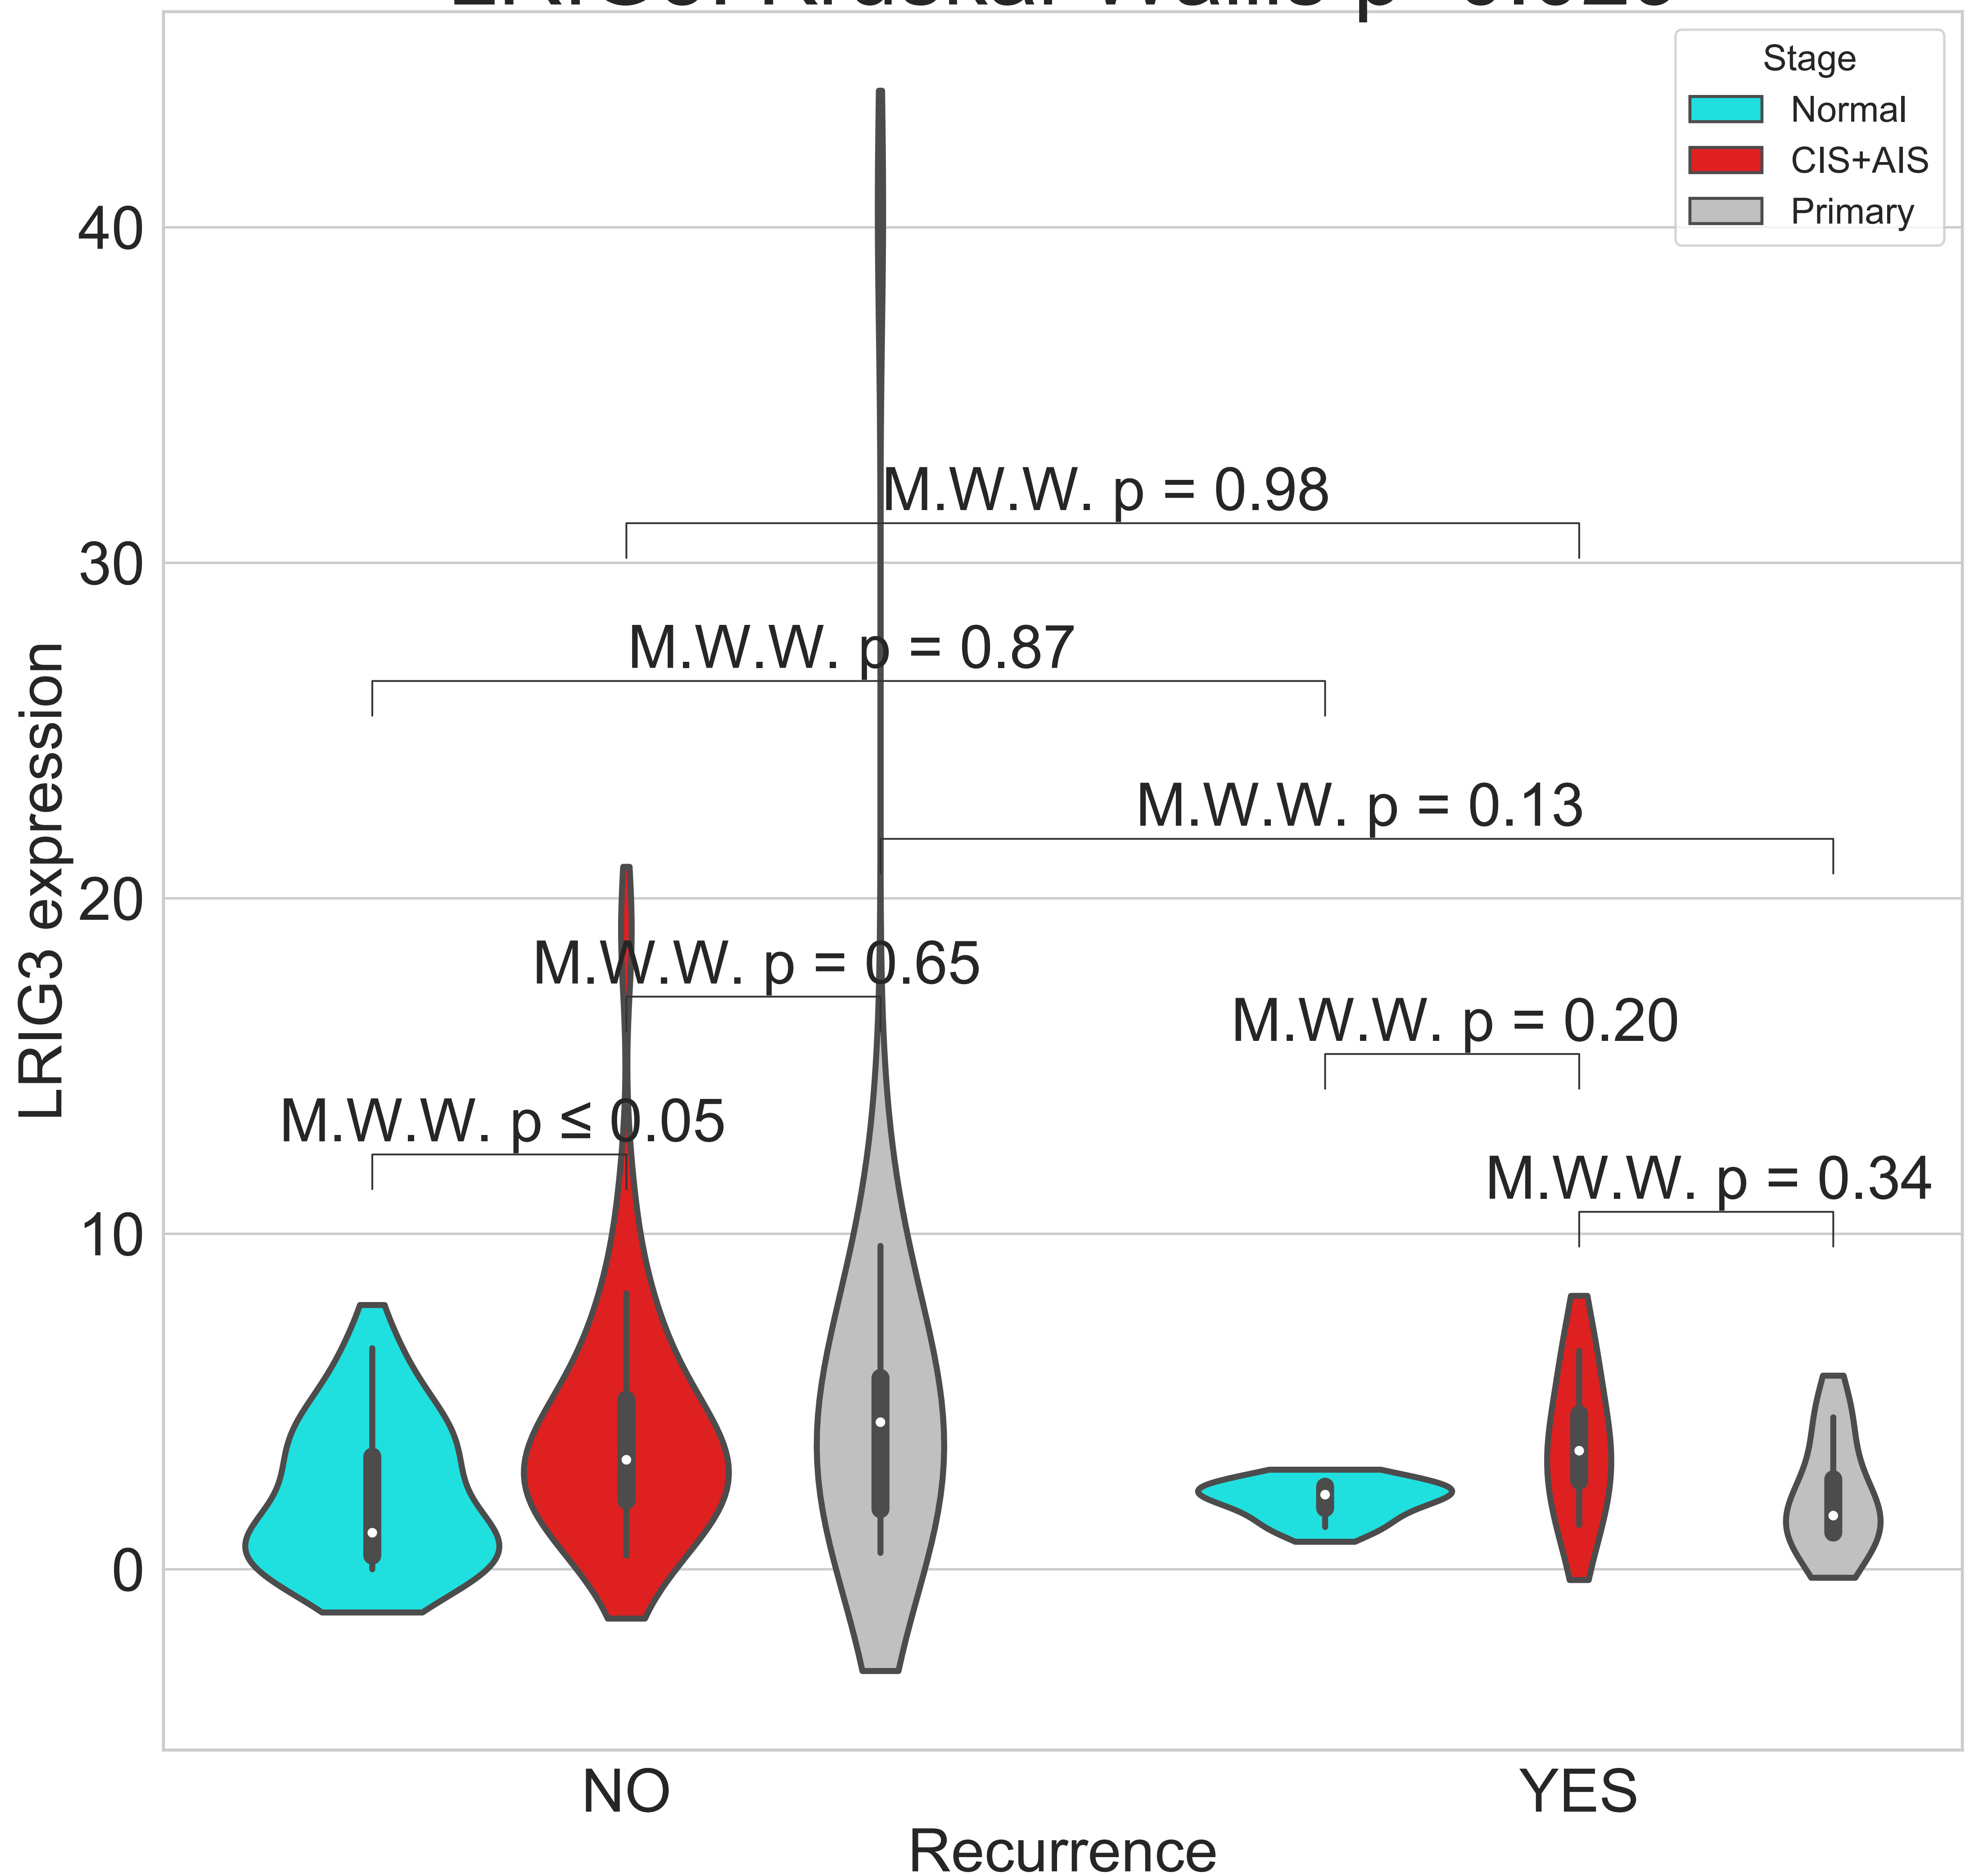 Stage
Normal
CIS+AIS
Primary
40
30
20
10
0
LRIG3 expression
M.W.W. p = 0.98
M.W.W. p = 0.87
M.W.W. p = 0.13
M.W.W. p = 0.65
M.W.W. p = 0.20
M.W.W. p ≤ 0.05
M.W.W. p = 0.34
NO
YES
Recurrence